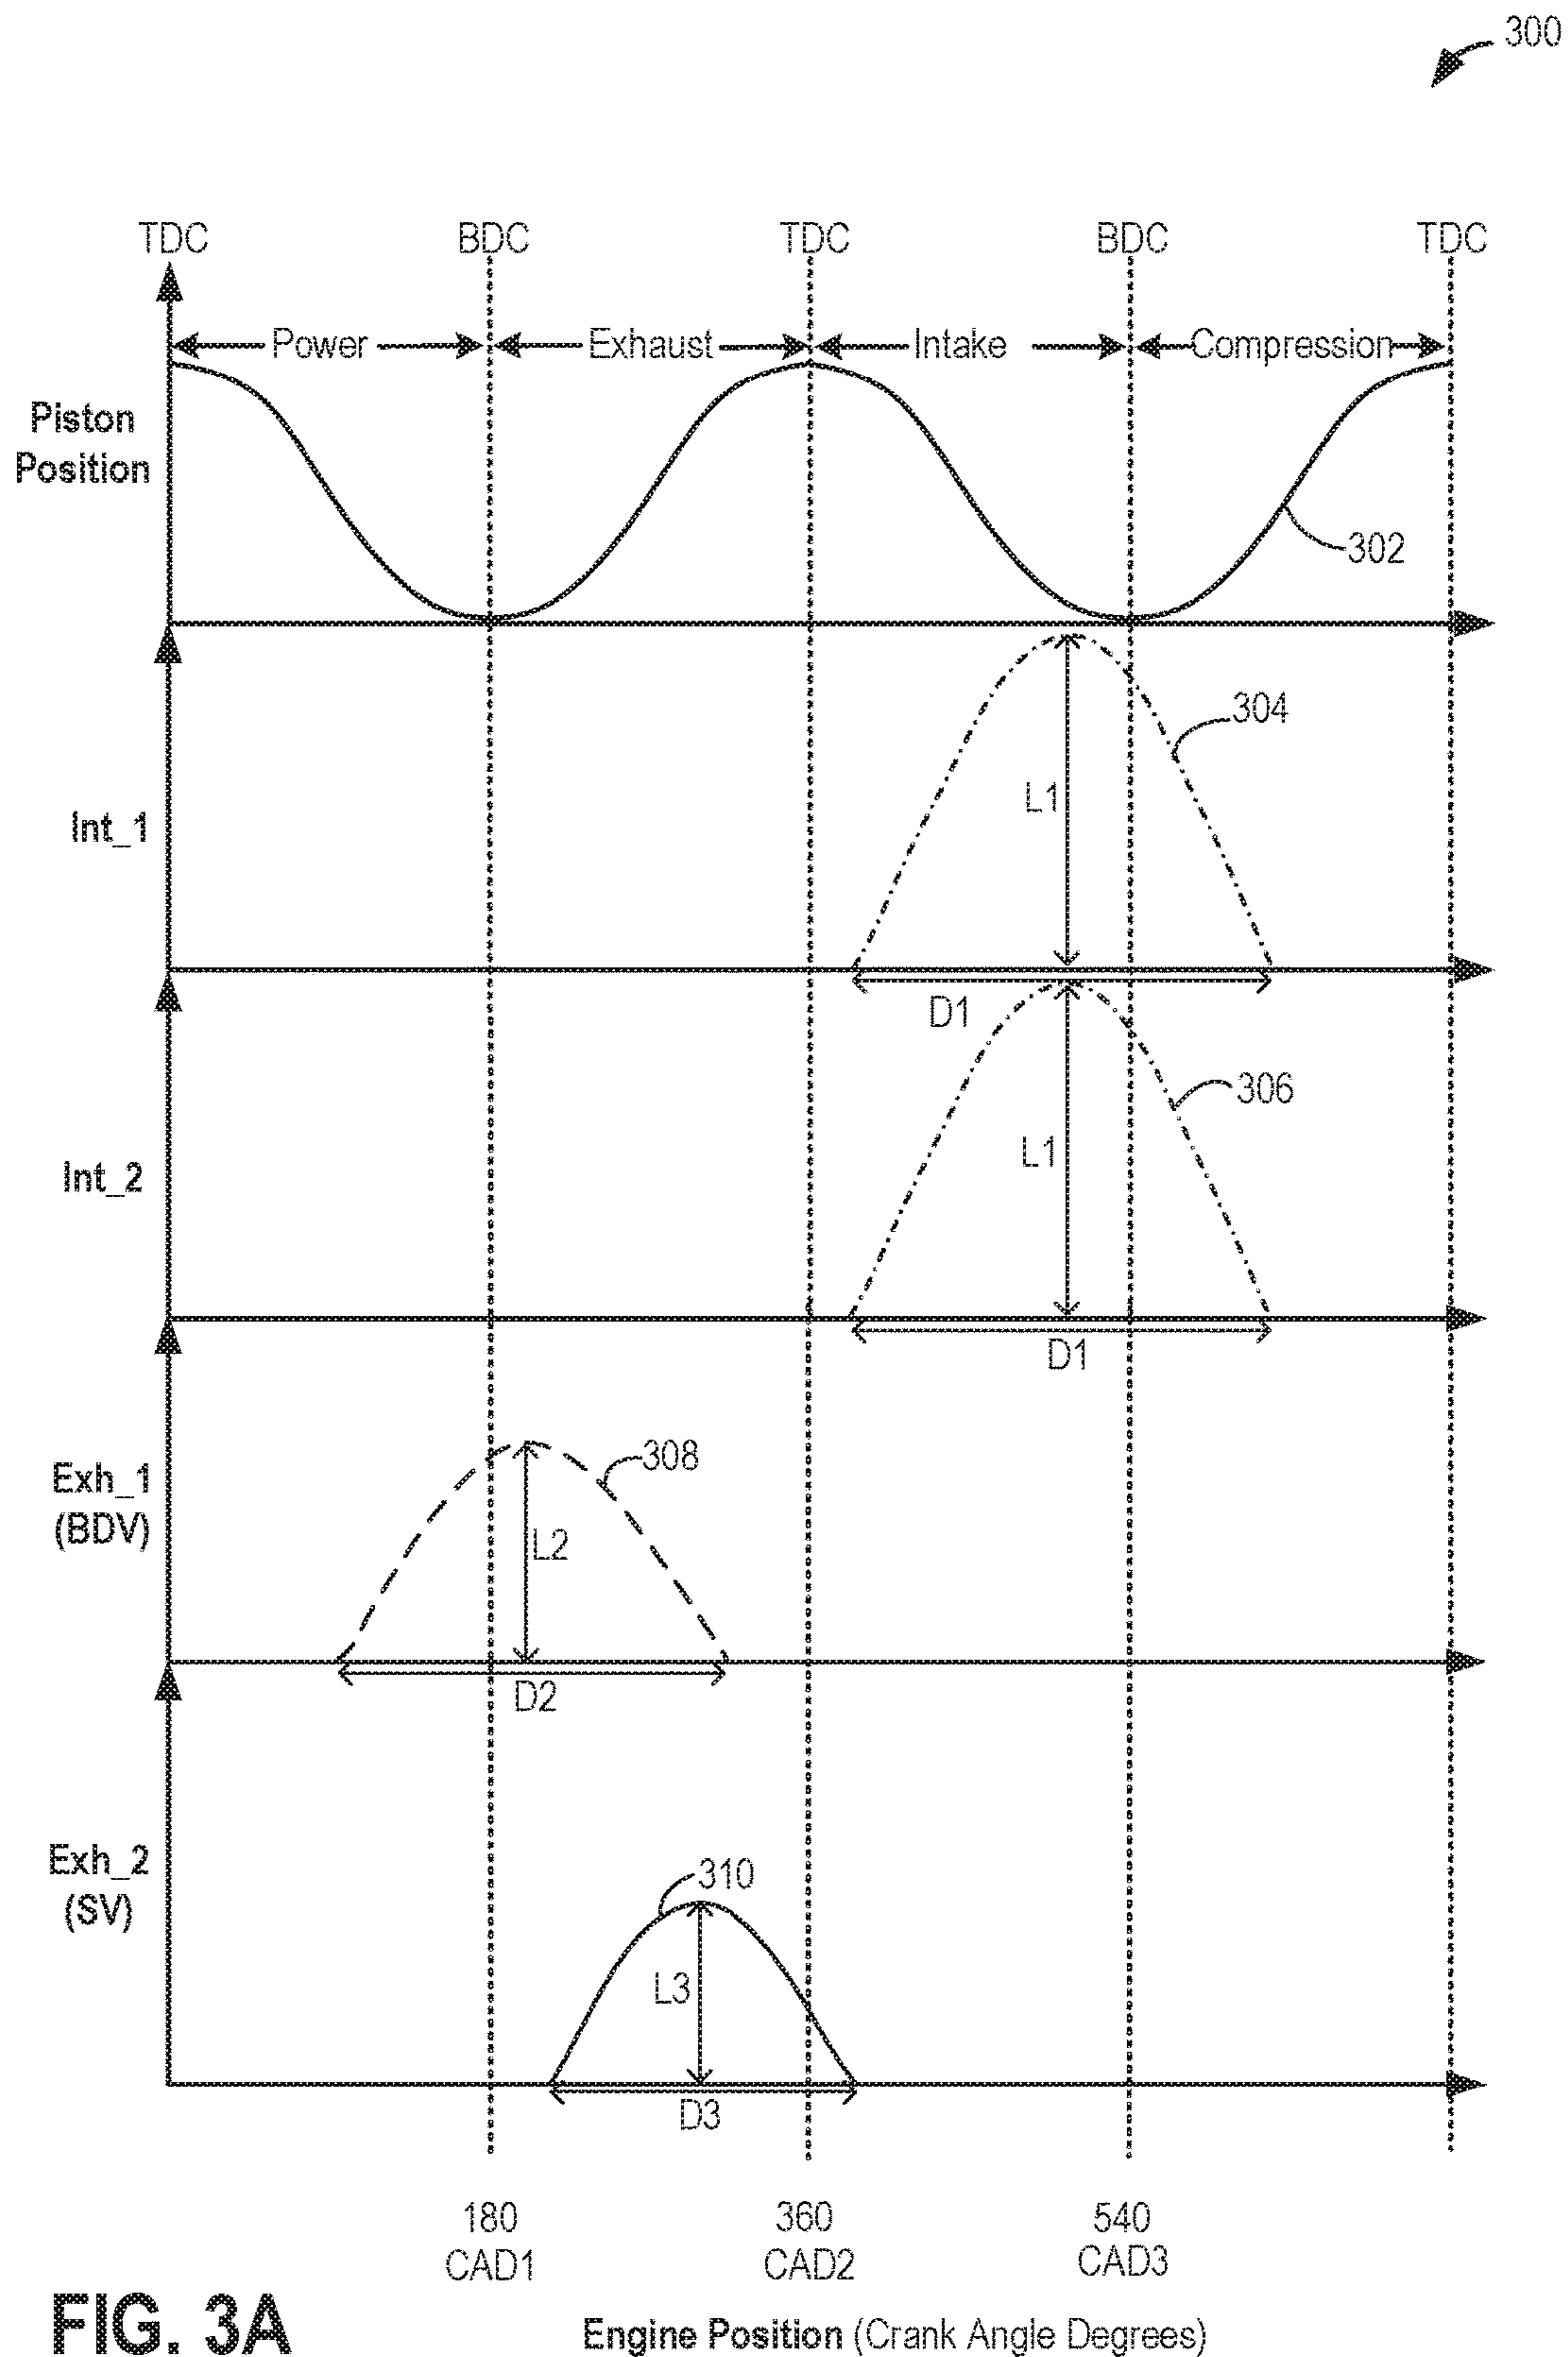 300
TDC BDC TDC BDC TDC
Power Exhaust Intake Compression
Piston
Position
302
304
L1
Int_1
D1
306
L1
Int_2
D1
308
Exh_1
(BDV)
L2
D2
310
Exh_2
(SV)
L3
D3
180 360 540
CAD1 CAD2 CAD3
FIG. 3A
Engine Position (Crank Angle Degrees)